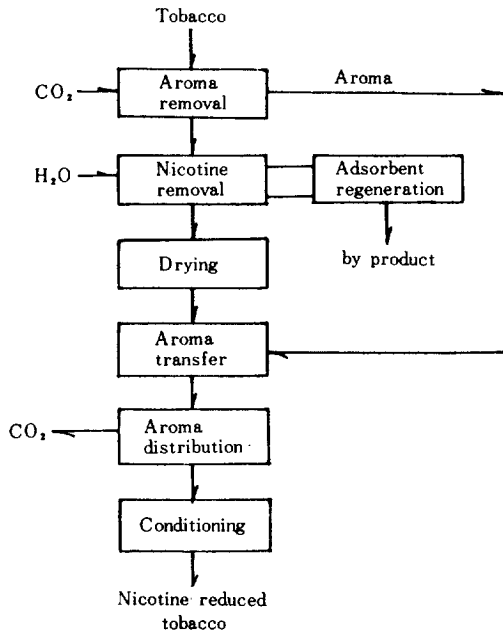 Tobacco
CO₂
Aroma
removal
Aroma
H₂O
Nicotine
removal
Adsorbent
regeneration
by product
Drying
Aroma
transfer
CO₂
Aroma
distribution
Conditioning
Nicotine reduced
tobacco